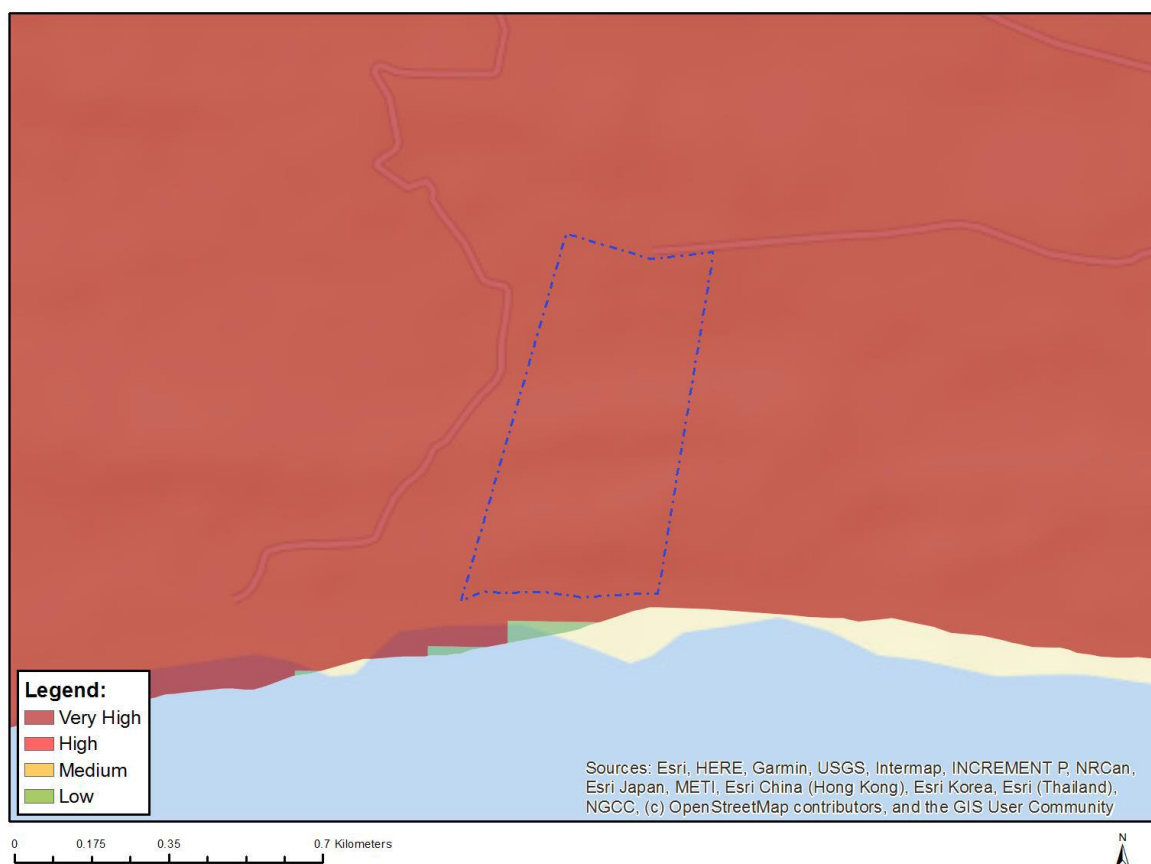 Legend:
Very High
High
Medium
Low
Sources: Esri, HERE, Garmin, USGS, Intermap, INCREMENT P, NRCan,
Esri Japan, METI, Esri China (Hong Kong), Esri Korea, Esri (Thailand),
NGCC, (c) OpenStreetMap contributors, and the GIS User Community
0 0.175 0.35 0.7 Kilometers
N